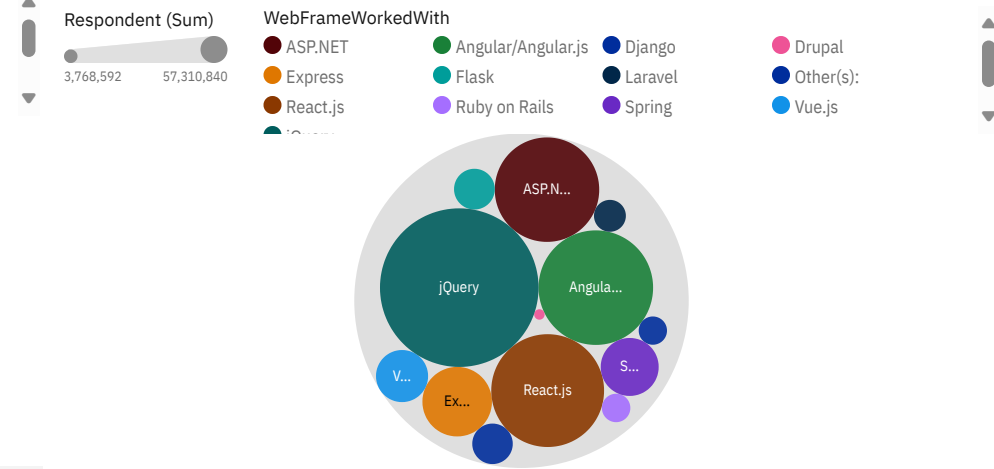 Respondent (Sum)
3,768,592 57,310,840
WebFrameWorkedWith
ASP.NET Angular/Angular.js Django Drupal
Express Flask Laravel Other(s):
React.js Ruby on Rails Spring Vue.js
jQuery
ASP.N...
jQuery
Angula...
S...
V...
React.js
Ex...